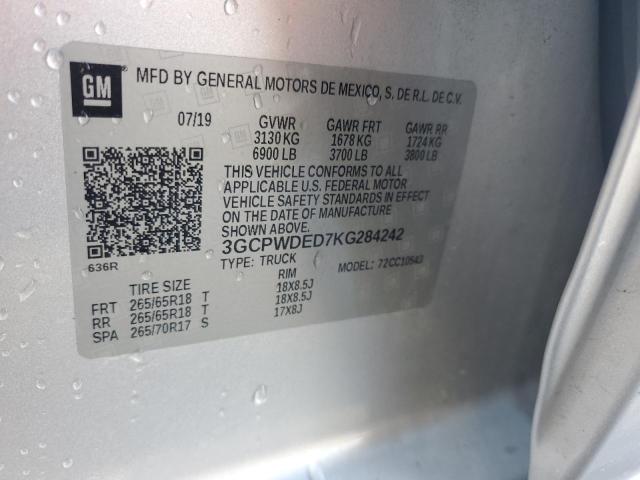 GM MFD BY GENERAL MOTORS DE MEXICO, S. DE R.L. DE C.V.
07/19 GVWR GAWR FRT GAWR RR
3130 KG 1678 KG 1724 KG
6900 LB 3700 LB 3800 LB
THIS VEHICLE CONFORMS TO ALL
APPLICABLE U.S. FEDERAL MOTOR
VEHICLE SAFETY STANDARDS IN EFFECT
ON THE DATE OF MANUFACTURE
SHOWN ABOVE.
3GCPWDED7KG284242
636R TYPE: TRUCK MODEL: 72CC10543
TIRE SIZE RIM
FRT 265/65R18 T 18X8.5J
RR 265/65R18 T 18X8.5J
SPA 265/70R17 S 17X8J